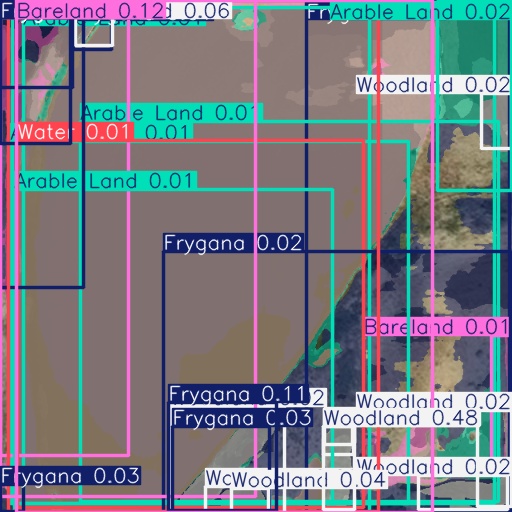 Bareland 0.12
0.06
Arable Land 0.02
Woodland 0.02
Arable Land 0.01
Water 0.01
0.01
Arable Land 0.01
Frygana 0.02
Bareland 0.01
Frygana 0.11
Woodland 0.02
Frygana 0.03
Woodland 0.48
Frygana 0.03
Woodland 0.04
Woodland 0.02